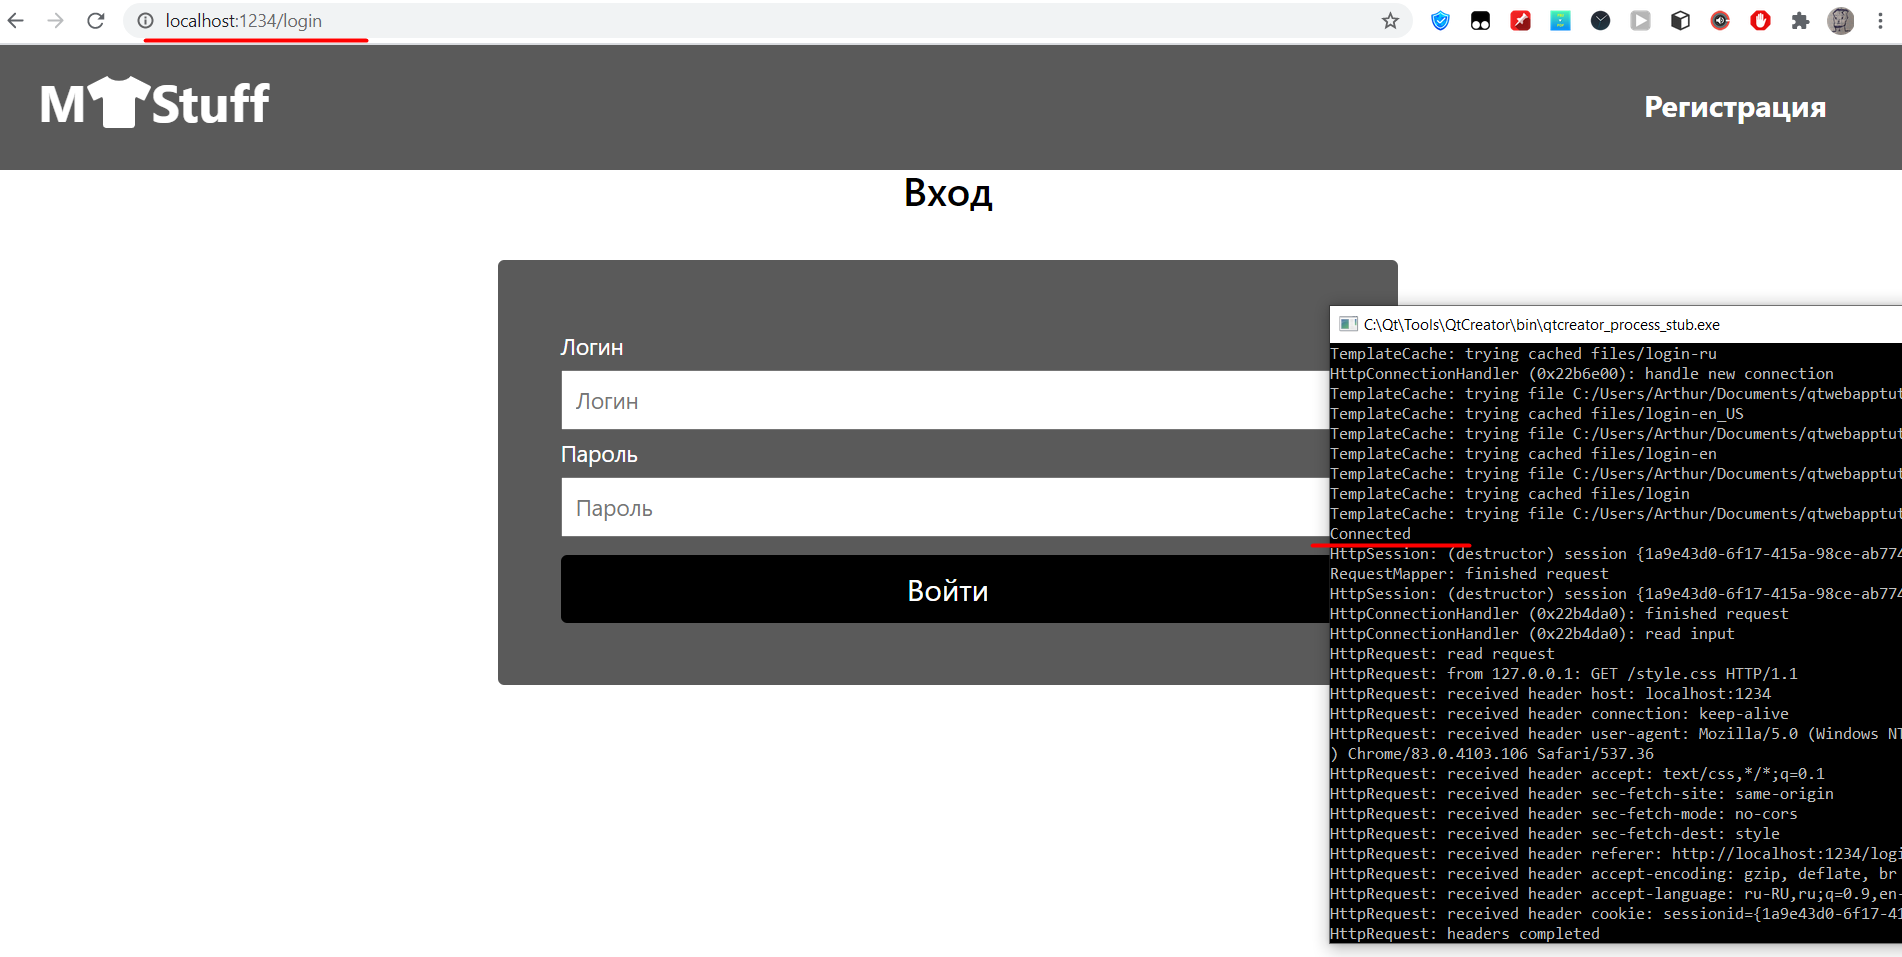 localhost:1234/login
M Stuff
Регистрация
Вход
Логин
Логин
Пароль
Пароль
Войти
C:\Qt\Tools\QtCreator\bin\qtcreator_process_stub.exe
TemplateCache: trying cached files/login-ru
HttpConnectionHandler (0x22b6e00): handle new connection
TemplateCache: trying file C:/Users/Arthur/Documents/qtwebapptut
TemplateCache: trying cached files/login-en_US
TemplateCache: trying file C:/Users/Arthur/Documents/qtwebapptut
TemplateCache: trying cached files/login-en
TemplateCache: trying file C:/Users/Arthur/Documents/qtwebapptut
TemplateCache: trying cached files/login
TemplateCache: trying file C:/Users/Arthur/Documents/qtwebapptut
Connected
HttpSession: (destructor) session {1a9e43d0-6f17-415a-98ce-ab774
RequestMapper: finished request
HttpSession: (destructor) session {1a9e43d0-6f17-415a-98ce-ab774
HttpConnectionHandler (0x22b4da0): finished request
HttpConnectionHandler (0x22b4da0): read input
HttpRequest: read request
HttpRequest: from 127.0.0.1: GET /style.css HTTP/1.1
HttpRequest: received header host: localhost:1234
HttpRequest: received header connection: keep-alive
HttpRequest: received header user-agent: Mozilla/5.0 (Windows NT
) Chrome/83.0.4103.106 Safari/537.36
HttpRequest: received header accept: text/css,*/*;q=0.1
HttpRequest: received header sec-fetch-site: same-origin
HttpRequest: received header sec-fetch-mode: no-cors
HttpRequest: received header sec-fetch-dest: style
HttpRequest: received header referer: http://localhost:1234/logi
HttpRequest: received header accept-encoding: gzip, deflate, br
HttpRequest: received header accept-language: ru-RU,ru;q=0.9,en-
HttpRequest: received header cookie: sessionid={1a9e43d0-6f17-41
HttpRequest: headers completed